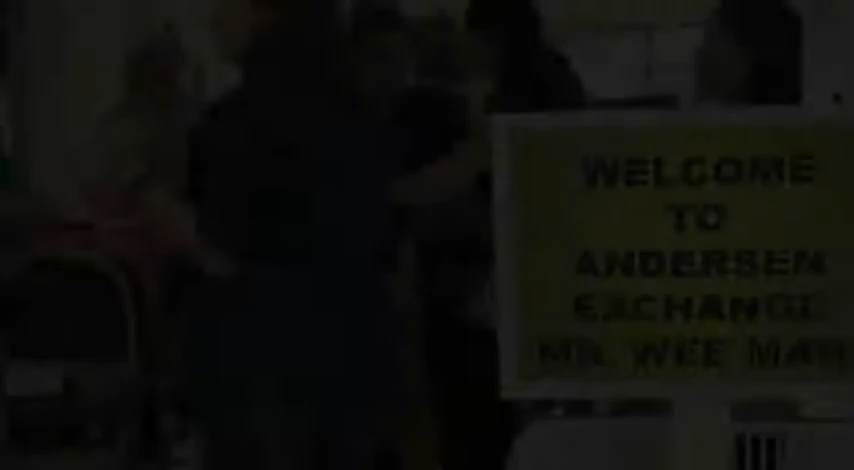 WELCOME
TO
ANDERSEN
EXCHANGE
MR. WEE MAN